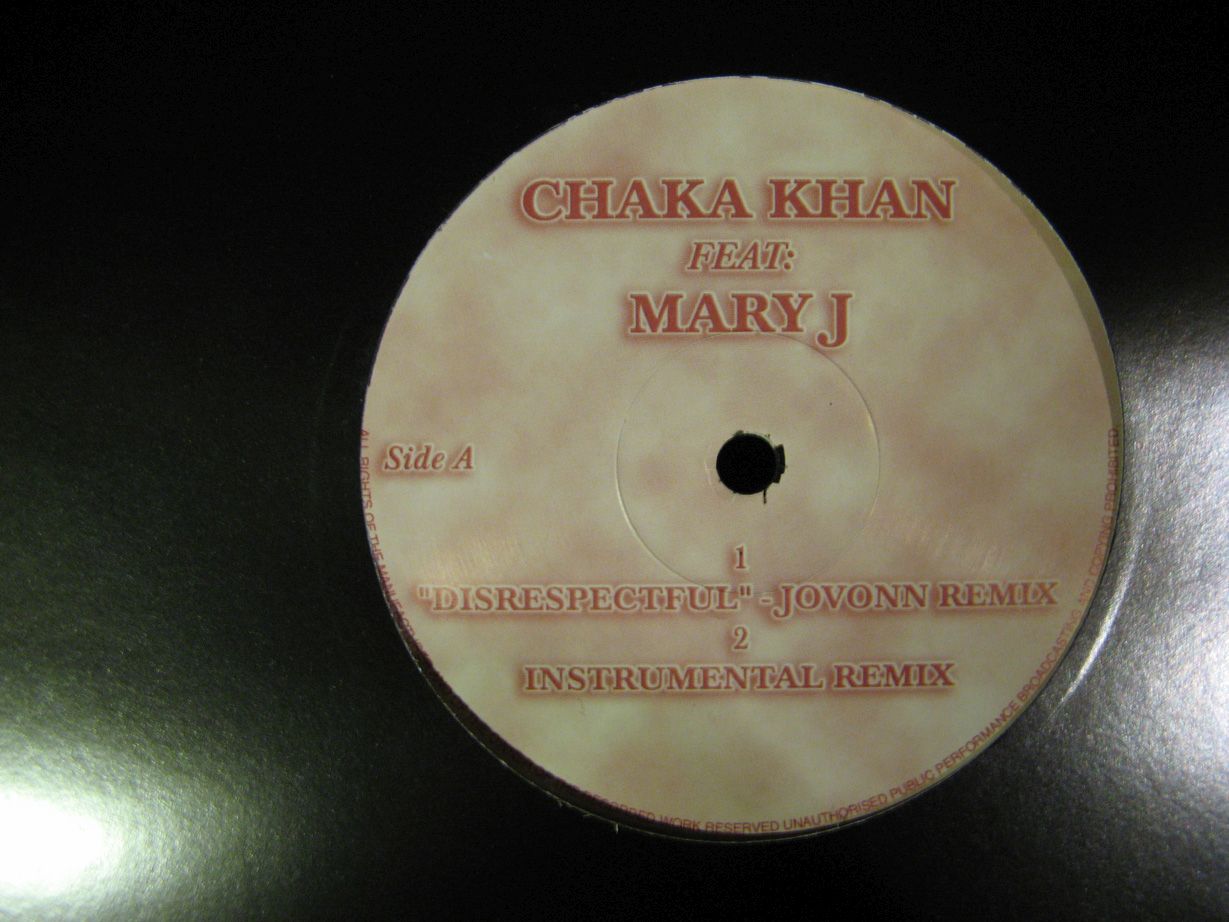 CHAKA KHAN
FEAT:
MARY J
Side A
1
"DISRESPECTFUL" - JOVONN REMIX
2
INSTRUMENTAL REMIX
ALL RIGHTS OF THE WORK RESERVED UNAUTHORISED PUBLIC PERFORMANCE BROADCASTING AND COPYING PROHIBITED